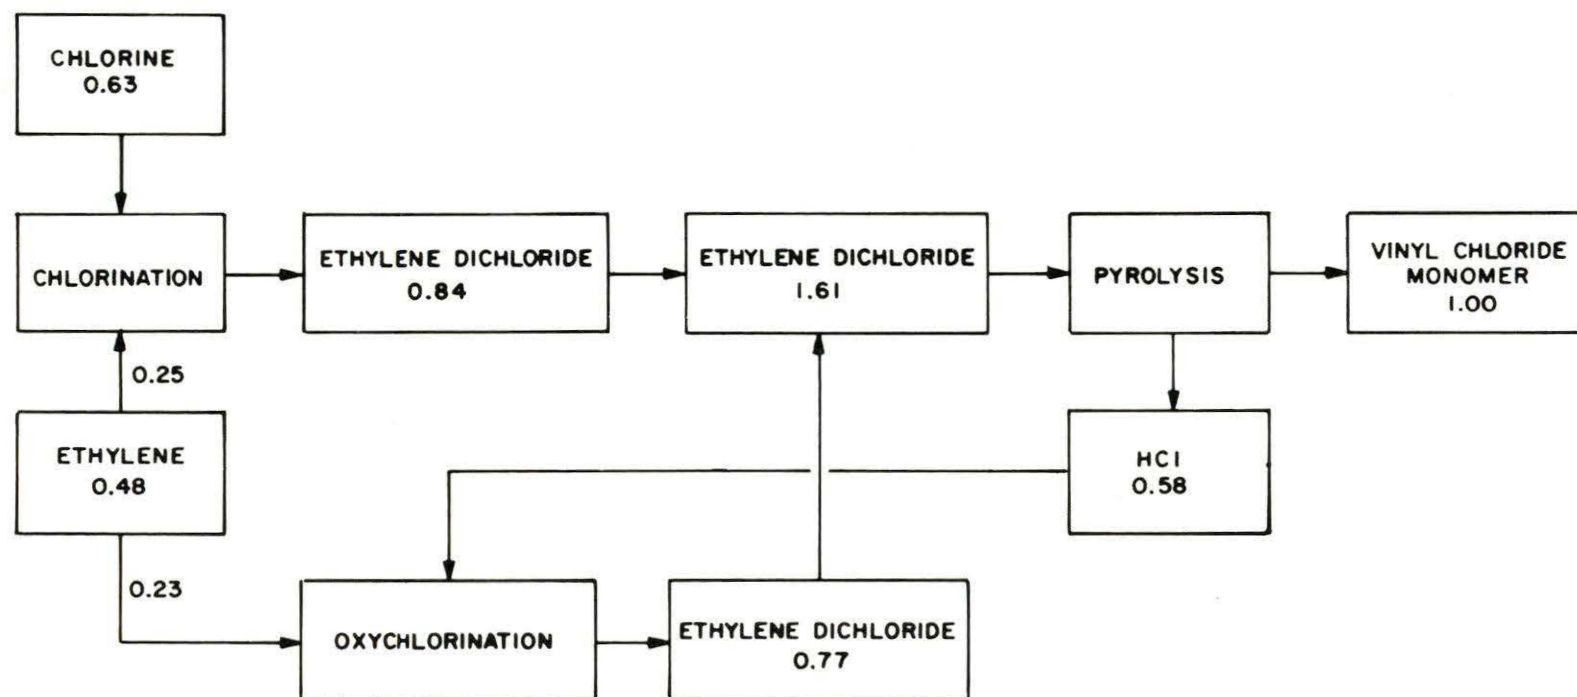 CHLORINE
0.63
CHLORINATION
ETHYLENE DICHLORIDE
0.84
ETHYLENE DICHLORIDE
1.61
PYROLYSIS
VINYL CHLORIDE
MONOMER
1.00
0.25
ETHYLENE
0.48
HCl
0.58
0.23
OXYCHLORINATION
ETHYLENE DICHLORIDE
0.77